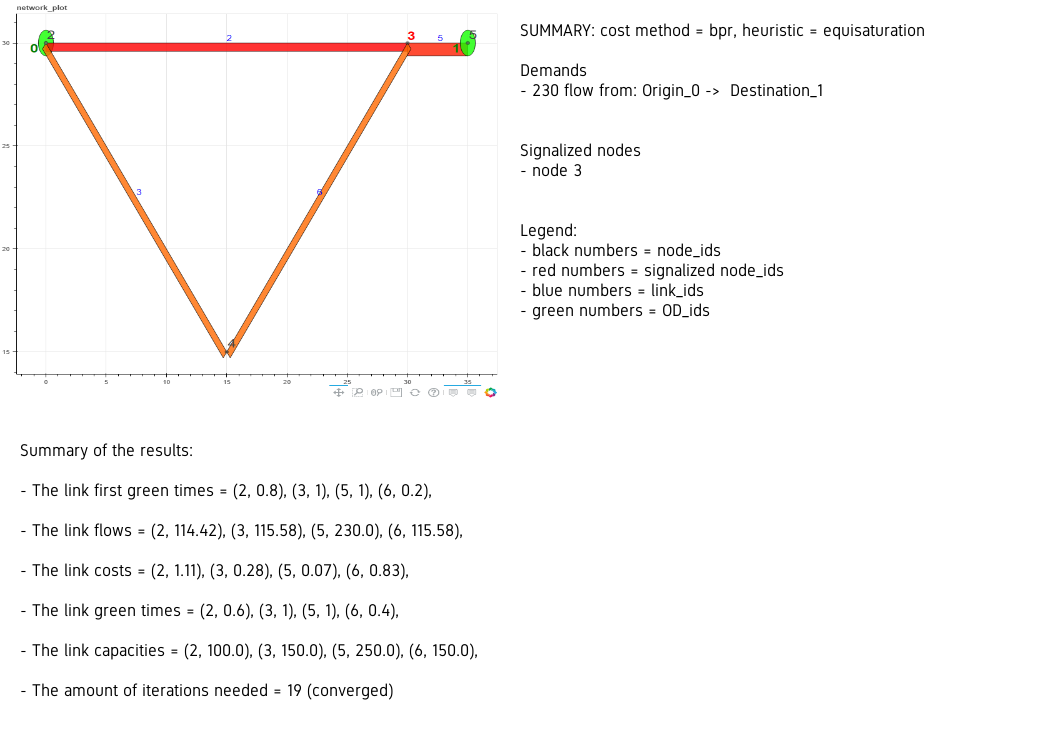 network_plot
2
5
30
0
2
3
5
1
25
3
6
20
4
15
0
5
10
15
20
25
30
35
SUMMARY: cost method = bpr, heuristic = equisaturation
Demands
- 230 flow from: Origin_0 -> Destination_1
Signalized nodes
- node 3
Legend:
- black numbers = node_ids
- red numbers = signalized node_ids
- blue numbers = link_ids
- green numbers = OD_ids
Summary of the results:
- The link first green times = (2, 0.8), (3, 1), (5, 1), (6, 0.2),
- The link flows = (2, 114.42), (3, 115.58), (5, 230.0), (6, 115.58),
- The link costs = (2, 1.11), (3, 0.28), (5, 0.07), (6, 0.83),
- The link green times = (2, 0.6), (3, 1), (5, 1), (6, 0.4),
- The link capacities = (2, 100.0), (3, 150.0), (5, 250.0), (6, 150.0),
- The amount of iterations needed = 19 (converged)